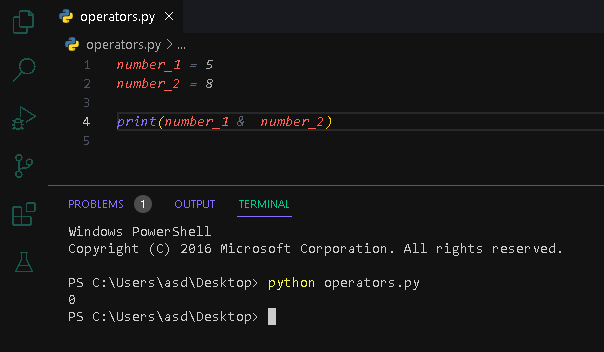 operators.py ×
operators.py > ...
1 number_1 = 5
2 number_2 = 8
3
4 print(number_1 &  number_2)
5
PROBLEMS 1 OUTPUT TERMINAL
Windows PowerShell
Copyright (C) 2016 Microsoft Corporation. All rights reserved.
PS C:\Users\asd\Desktop> python operators.py
0
PS C:\Users\asd\Desktop>